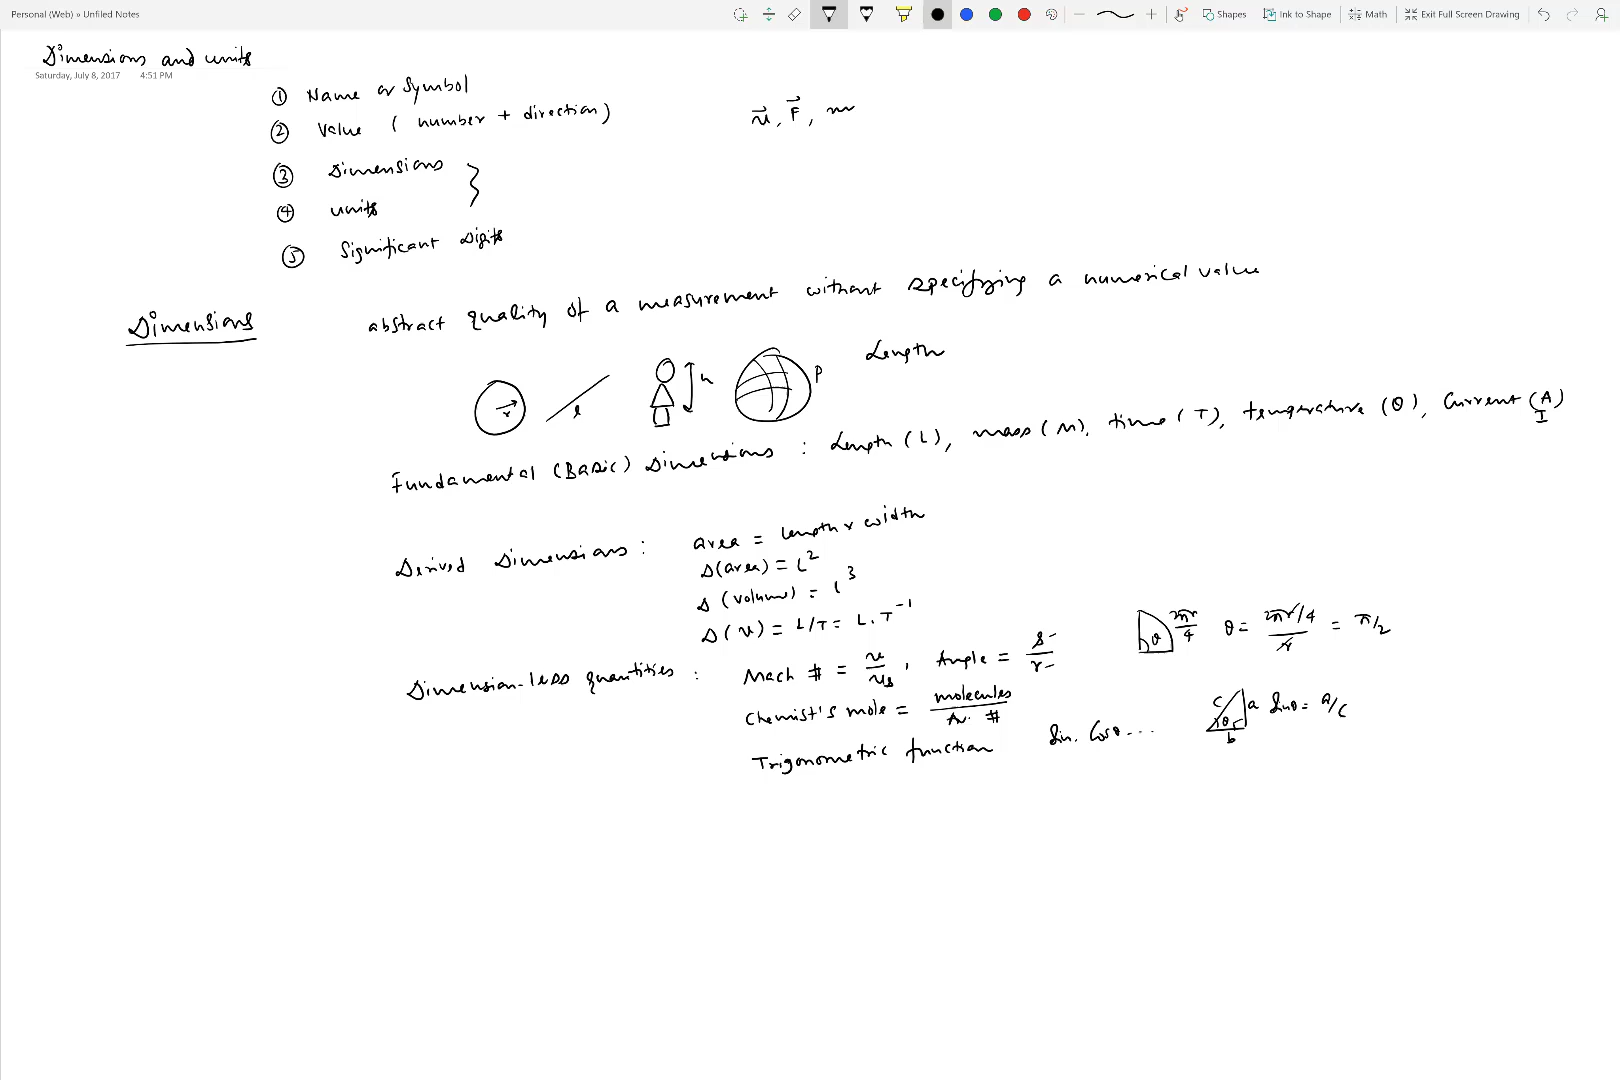 Personal (Web) » Unfiled Notes
Shapes Ink to Shape Math Exit Full Screen Drawing
Dimensions and units
Saturday, July 8, 2017 4:51 PM
① Name or Symbol
② Value ( number + direction)
v⃗, F⃗, m
③ Dimensions
④ units
⑤ Significant Digits
Dimensions abstract quality of a measurement without specifying a numerical value
r l h P Length
Fundamental (Basic) Dimensions : Length (L), mass (M), time (T), temperature (θ), Current (A)
I
Derived Dimensions : area = length x width
D(area) = L²
D (volume) = L³
D(v) = L/T = L.T⁻¹
Dimension-less quantities : Mach # = v/vs , Angle = s/r
θ 2πr/4 θ = (2πr/4)/r = π/2
Chemist's mole = molecules / Av. #
Trigonometric function Sin. Cosθ...
c a θ b Sinθ = a/c